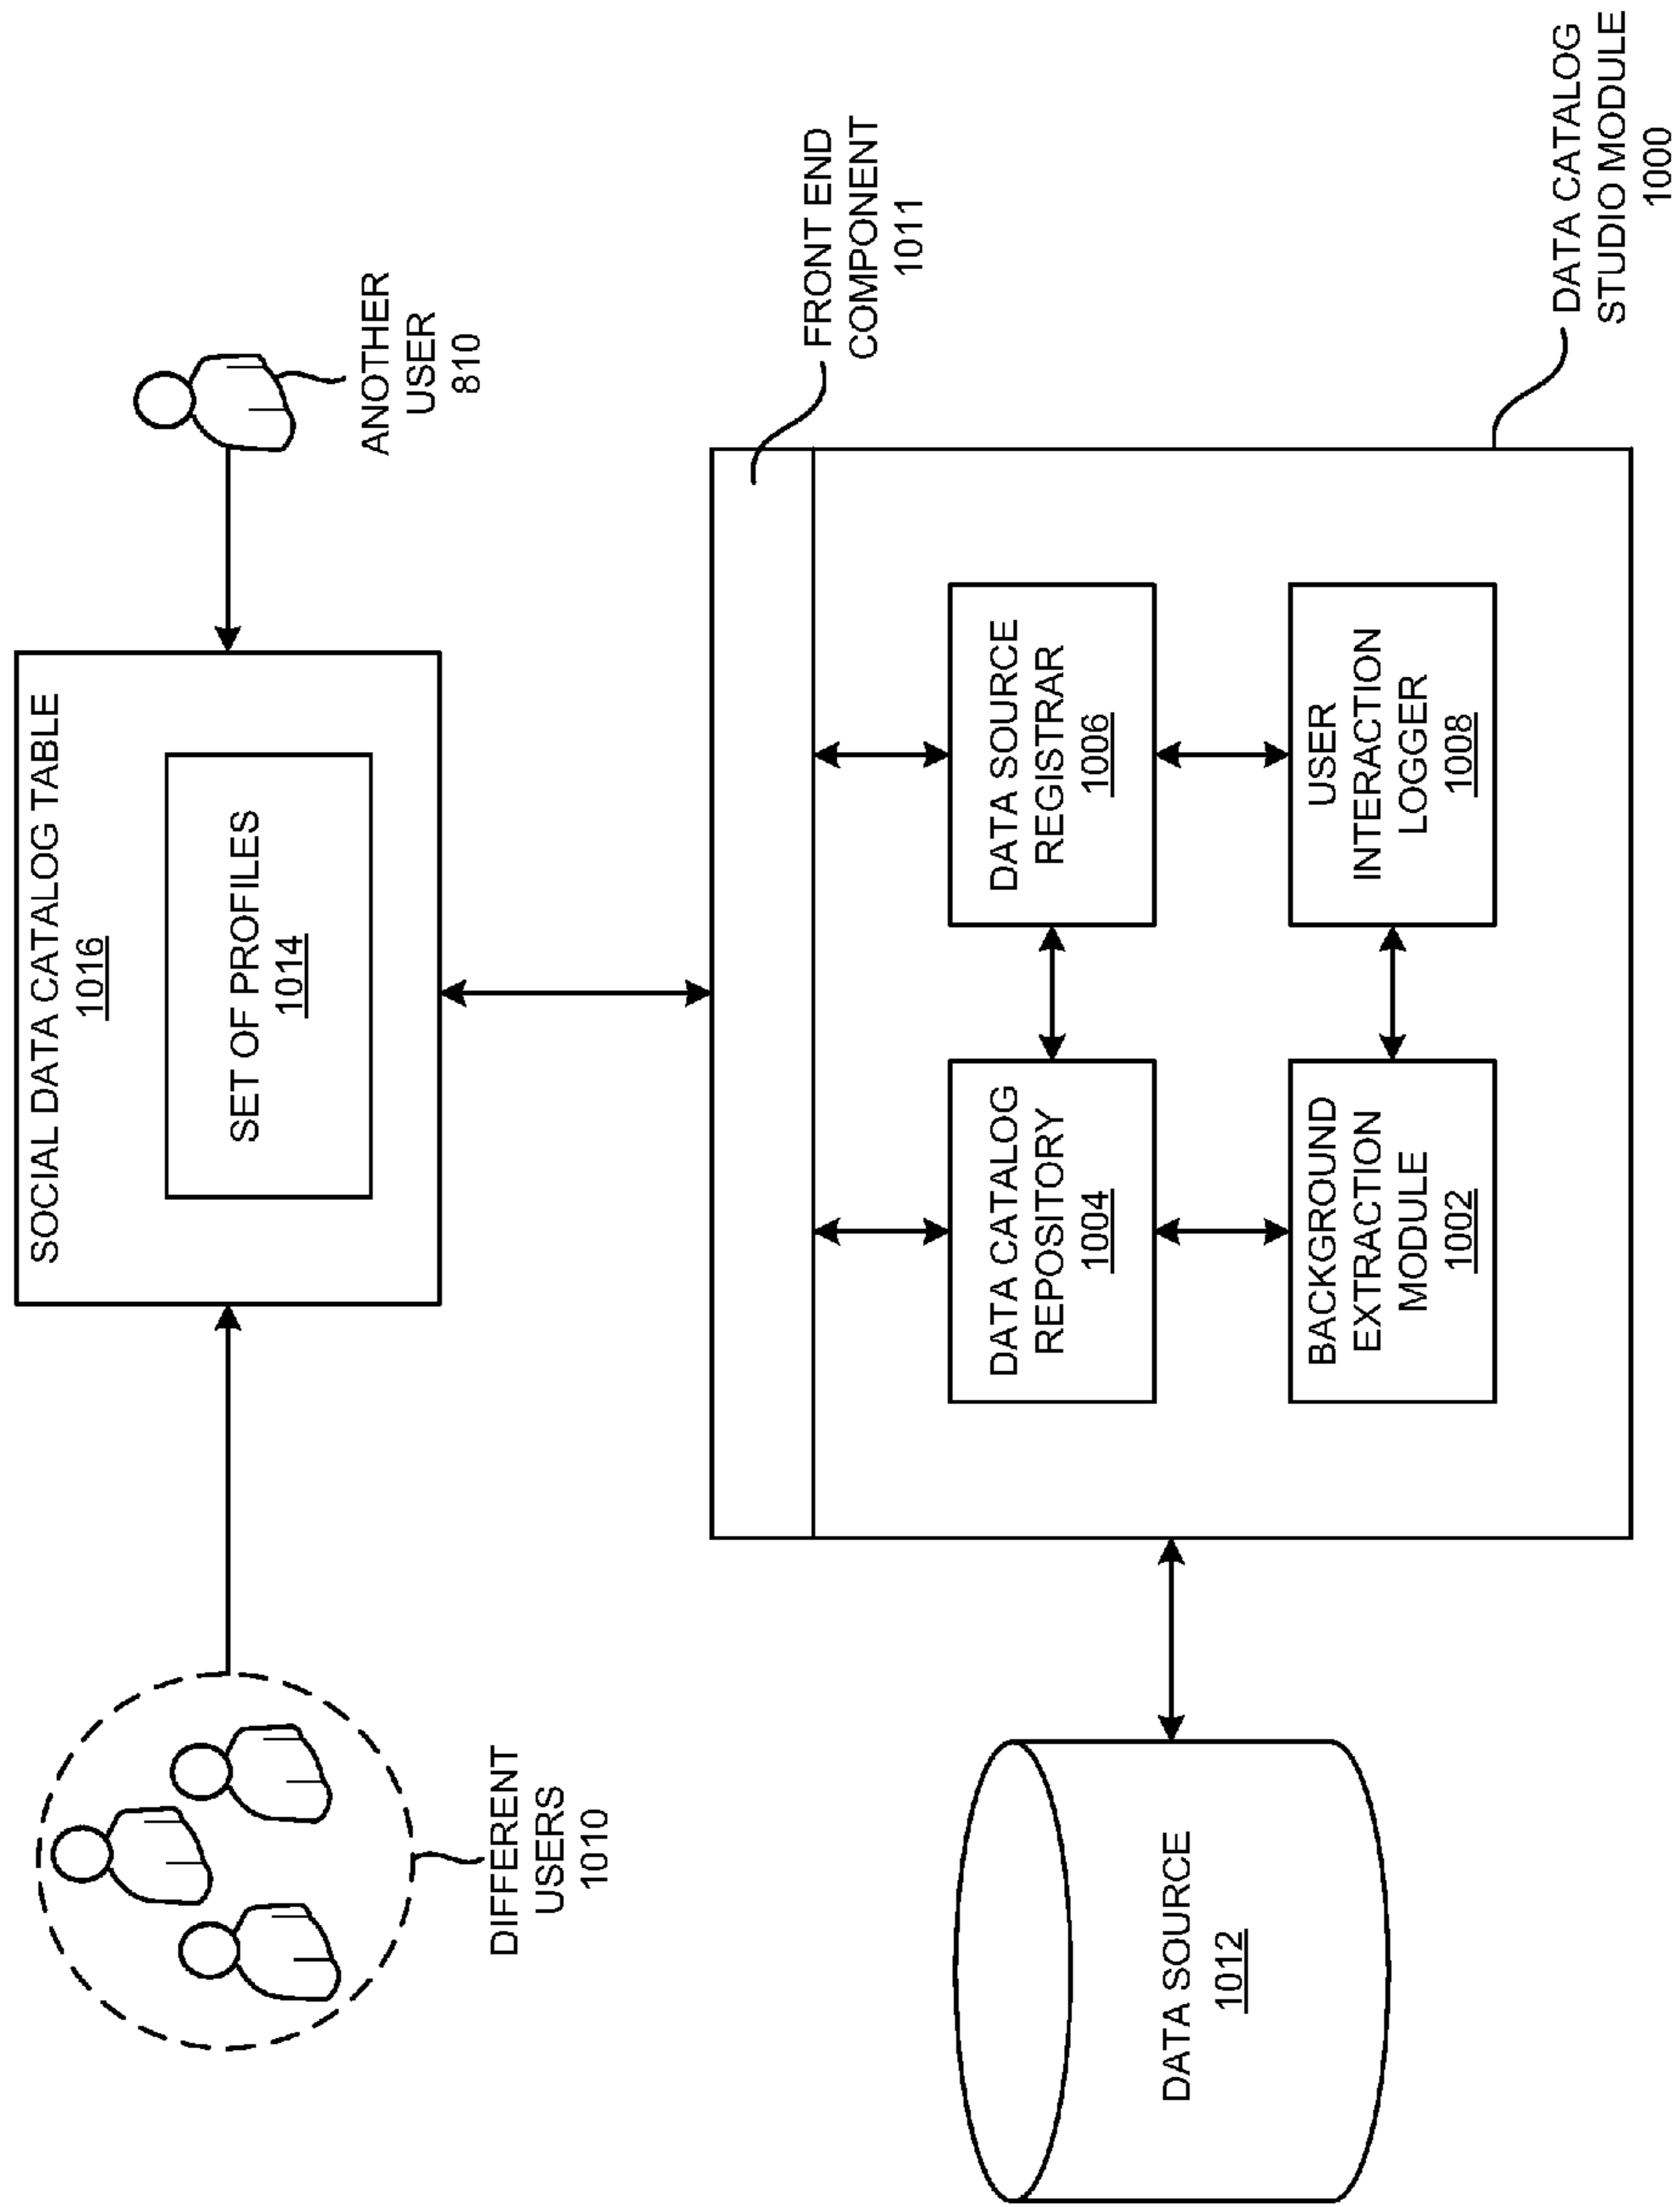 DIFFERENT
USERS
1010
SOCIAL DATA CATALOG TABLE
1016
SET OF PROFILES
1014
ANOTHER
USER
810
FRONT END
COMPONENT
1011
DATA SOURCE
1012
DATA CATALOG
REPOSITORY
1004
DATA SOURCE
REGISTRAR
1006
BACKGROUND
EXTRACTION
MODULE
1002
USER
INTERACTION
LOGGER
1008
DATA CATALOG
STUDIO MODULE
1000